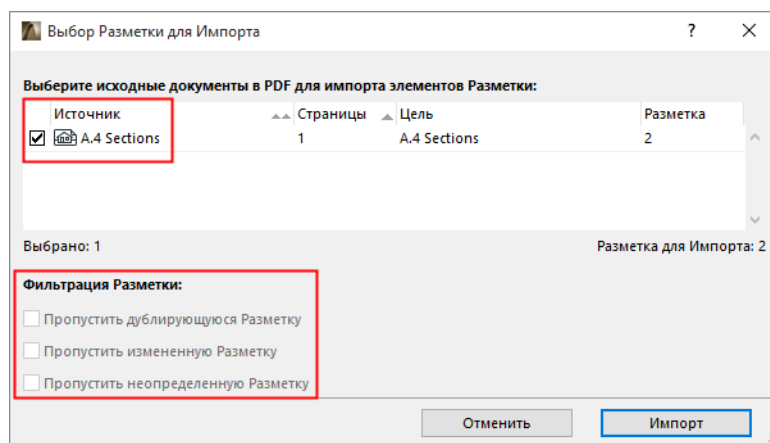 Выбор Разметки для Импорта ?
Выберите исходные документы в PDF для импорта элементов Разметки:
Источник Страницы Цель Разметка
A.4 Sections 1 A.4 Sections 2
Выбрано: 1 Разметка для Импорта: 2
Фильтрация Разметки:
Пропустить дублирующуюся Разметку
Пропустить измененную Разметку
Пропустить неопределенную Разметку
Отменить Импорт